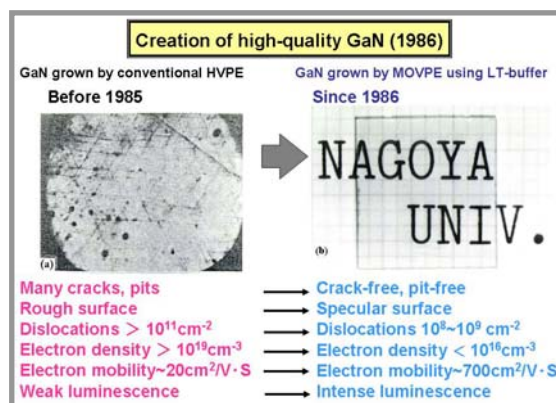 Creation of high-quality GaN (1986)
GaN grown by conventional HVPE
Before 1985
GaN grown by MOVPE using LT-buffer
Since 1986
(a)
NAGOYA
UNIV.
(b)
Many cracks, pits → Crack-free, pit-free
Rough surface → Specular surface
Dislocations > 10¹¹cm⁻² → Dislocations 10⁸~10⁹ cm⁻²
Electron density > 10¹⁹cm⁻³ → Electron density < 10¹⁶cm⁻³
Electron mobility~20cm²/V·S → Electron mobility~700cm²/V·S
Weak luminescence → Intense luminescence